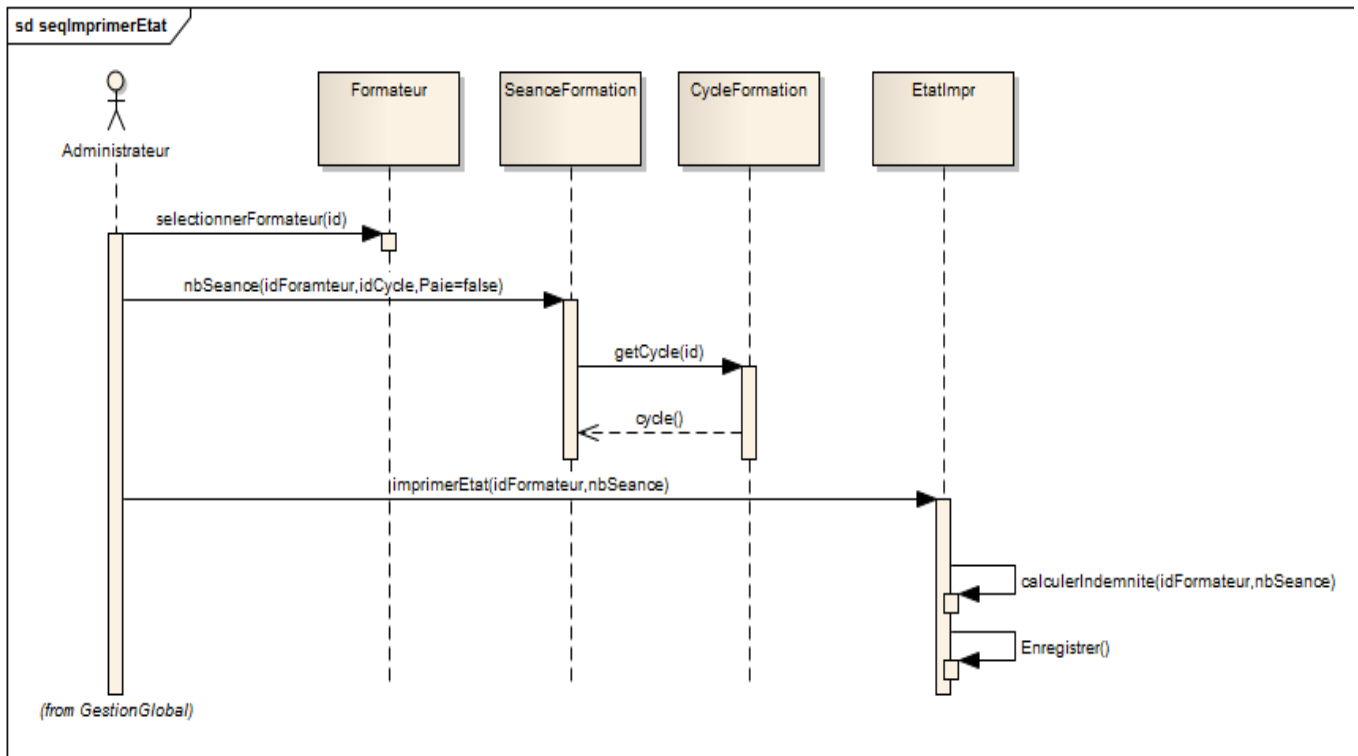 sd seqImprimerEtat
Formateur
SeanceFormation
CycleFormation
EtatImpr
Administrateur
selectionnerFormateur(id)
nbSeance(idForamteur,idCycle,Paie=false)
getCycle(id)
cycle()
imprimerEtat(idFormateur,nbSeance)
calculerIndemnite(idFormateur,nbSeance)
Enregistrer()
(from GestionGlobal)